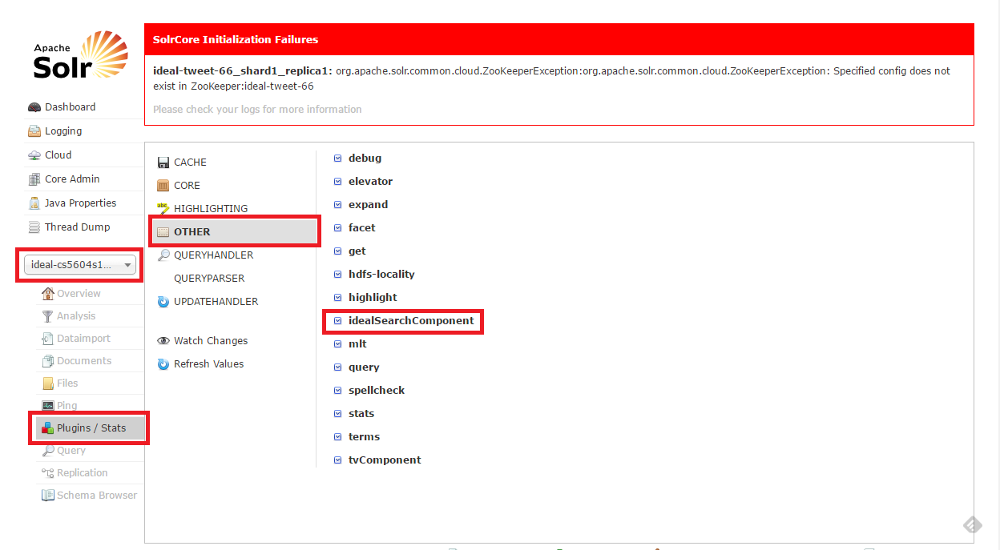 Apache
Solr
Dashboard
Logging
Cloud
Core Admin
Java Properties
Thread Dump
ideal-cs5604s1...
Overview
Analysis
Dataimport
Documents
Files
Ping
Plugins / Stats
Query
Replication
Schema Browser
SolrCore Initialization Failures
ideal-tweet-66_shard1_replica1: org.apache.solr.common.cloud.ZooKeeperException:org.apache.solr.common.cloud.ZooKeeperException: Specified config does not
exist in ZooKeeper:ideal-tweet-66
Please check your logs for more information
CACHE
CORE
abc
HIGHLIGHTING
OTHER
QUERYHANDLER
QUERYPARSER
UPDATEHANDLER
Watch Changes
Refresh Values
debug
elevator
expand
facet
get
hdfs-locality
highlight
idealSearchComponent
mlt
query
spellcheck
stats
terms
tvComponent